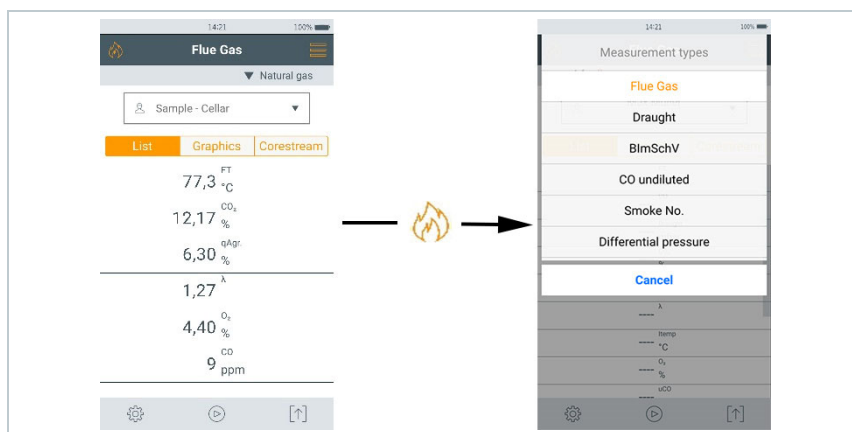 14:21 100%
Flue Gas
▼ Natural gas
Sample - Cellar ▼
List Graphics Corestream
77,3 FT °C
12,17 CO₂ %
6,30 qAgr. %
1,27 λ
4,40 O₂ %
9 CO ppm
14:21 100%
Measurement types
Flue Gas
Draught
BImSchV
CO undiluted
Smoke No.
Differential pressure
Cancel
---- λ
---- Itemp °C
---- O₂ %
---- uCO